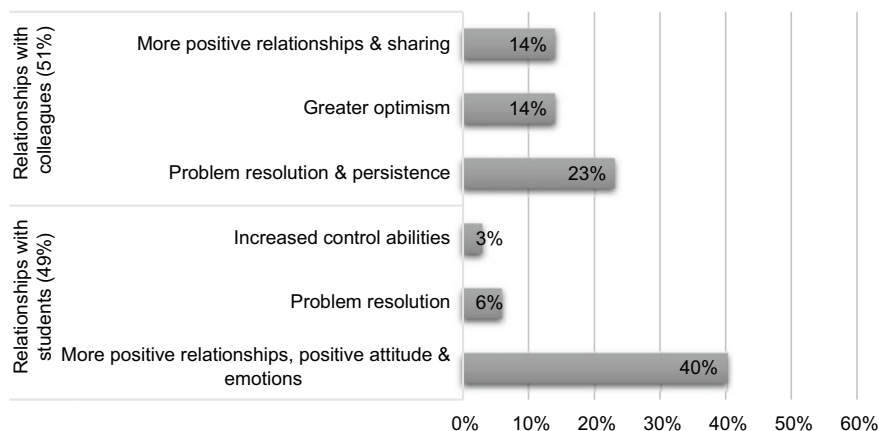 Relationships with
colleagues (51%)
More positive relationships & sharing
14%
Greater optimism
14%
Problem resolution & persistence
23%
Relationships with
students (49%)
Increased control abilities
3%
Problem resolution
6%
More positive relationships, positive attitude &
emotions
40%
0% 10% 20% 30% 40% 50% 60%